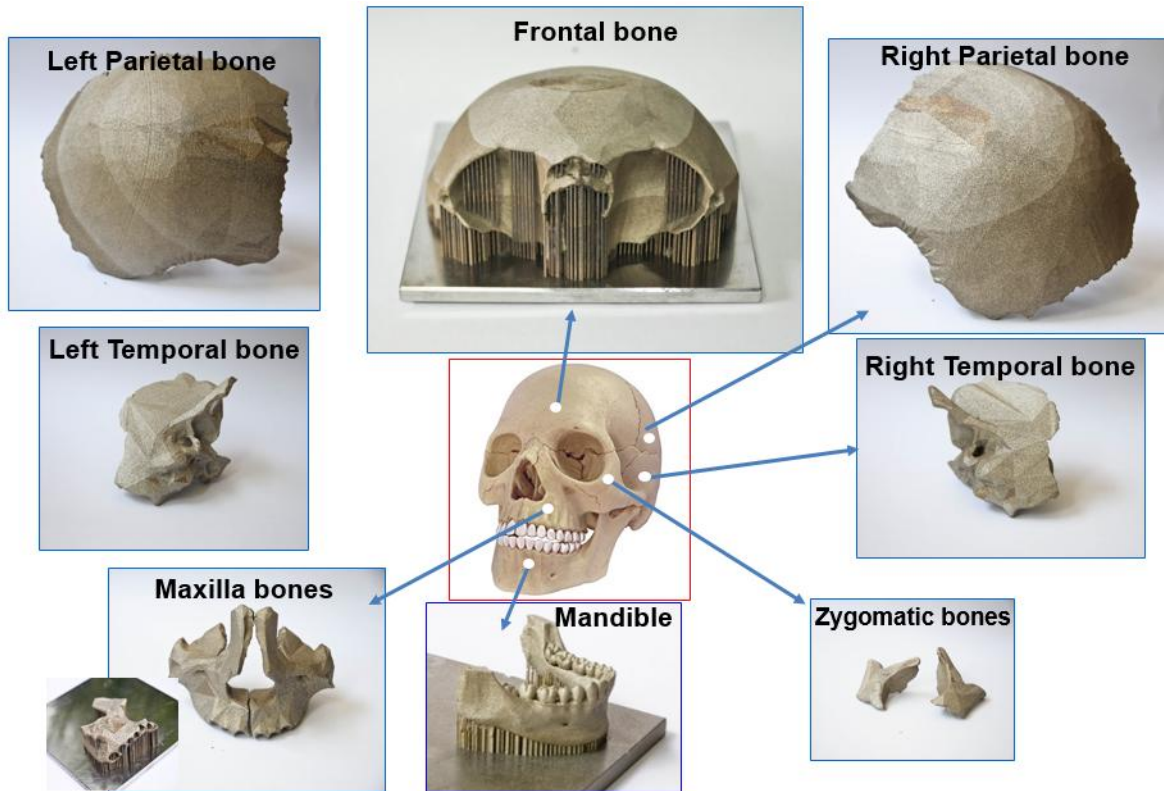 Frontal bone
Left Parietal bone
Right Parietal bone
Left Temporal bone
Right Temporal bone
Maxilla bones
Mandible
Zygomatic bones